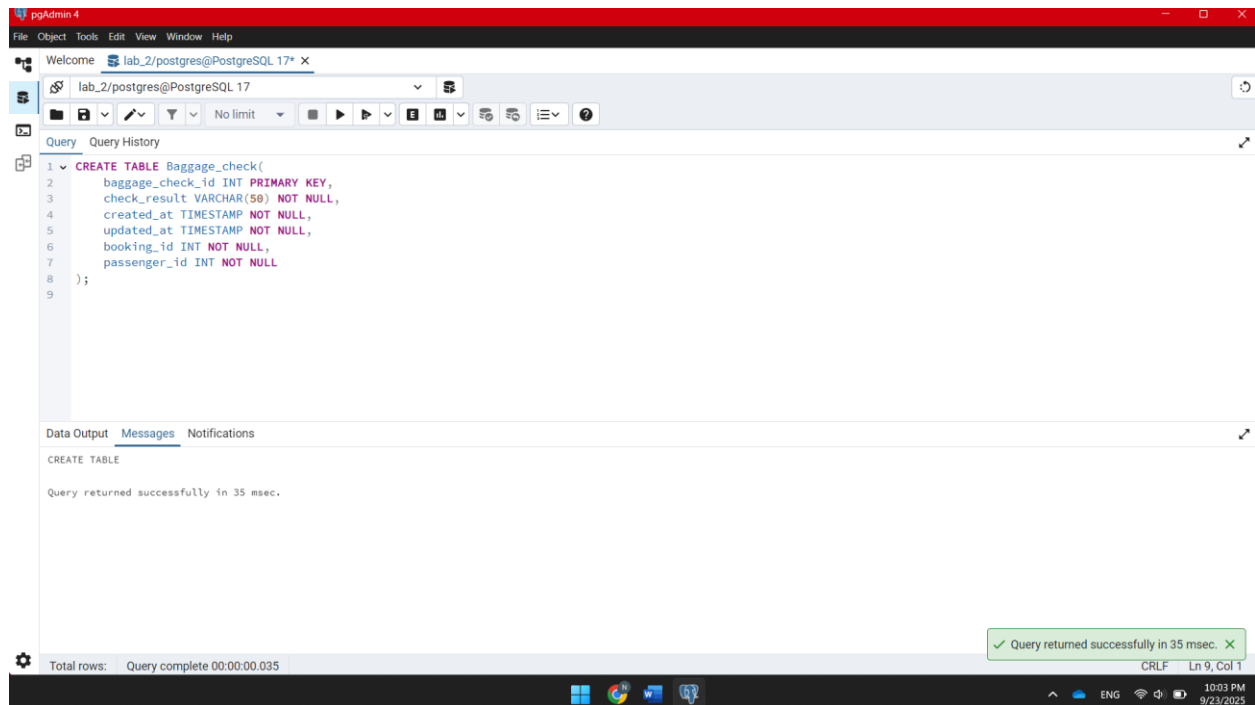 pgAdmin 4
File Object Tools Edit View Window Help
Welcome lab_2/postgres@PostgreSQL 17*
lab_2/postgres@PostgreSQL 17
No limit
Query Query History
1 CREATE TABLE Baggage_check(
2 baggage_check_id INT PRIMARY KEY,
3 check_result VARCHAR(50) NOT NULL,
4 created_at TIMESTAMP NOT NULL,
5 updated_at TIMESTAMP NOT NULL,
6 booking_id INT NOT NULL,
7 passenger_id INT NOT NULL
8 );
9
Data Output Messages Notifications
CREATE TABLE
Query returned successfully in 35 msec.
Query returned successfully in 35 msec.
Total rows: Query complete 00:00:00.035 CRLF Ln 9, Col 1
ENG 10:03 PM
9/23/2025